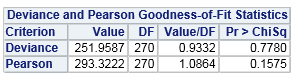 Deviance and Pearson Goodness-of-Fit Statistics
Criterion Value DF Value/DF Pr > ChiSq
Deviance 251.9587 270 0.9332 0.7780
Pearson 293.3222 270 1.0864 0.1575